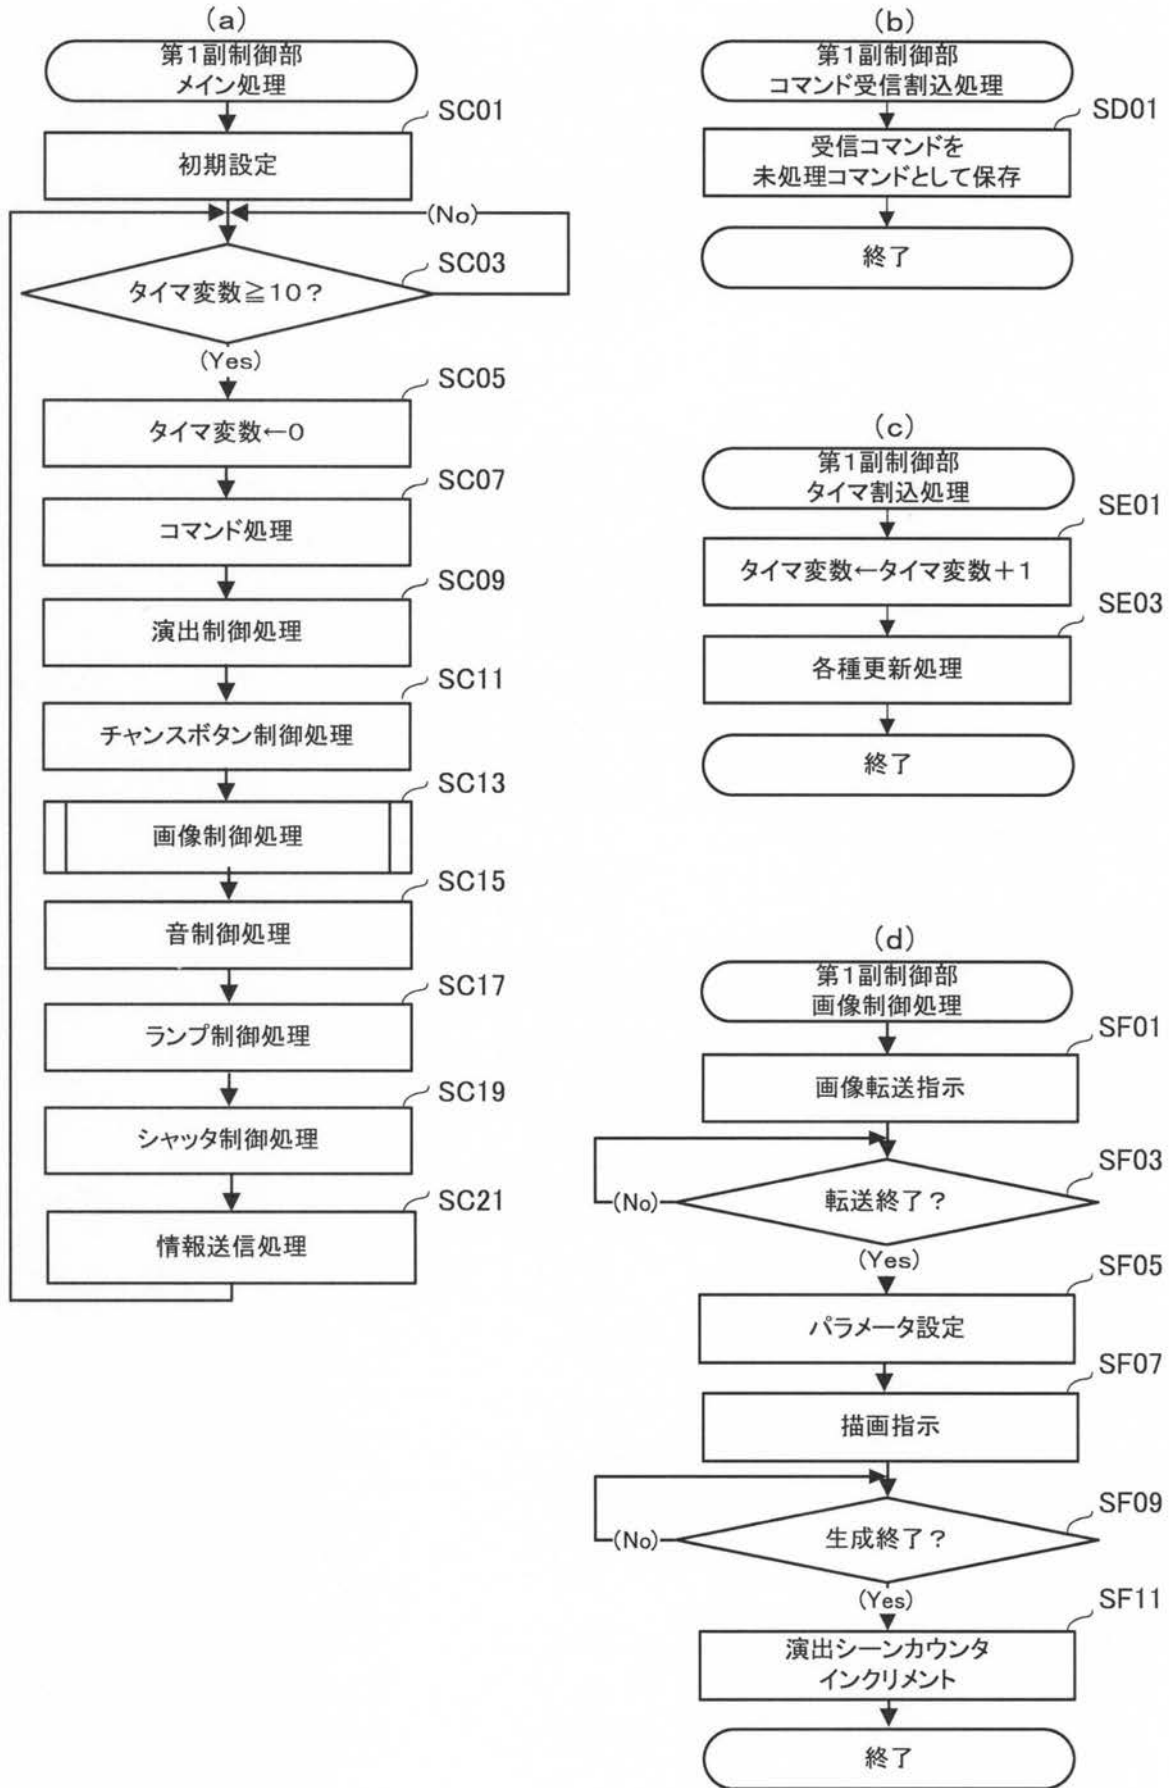 (a)
第1副制御部
メイン処理
SC01
初期設定
(No)
SC03
タイマ変数≧10?
(Yes)
SC05
タイマ変数←0
SC07
コマンド処理
SC09
演出制御処理
SC11
チャンスボタン制御処理
SC13
画像制御処理
SC15
音制御処理
SC17
ランプ制御処理
SC19
シャッタ制御処理
SC21
情報送信処理
(b)
第1副制御部
コマンド受信割込処理
SD01
受信コマンドを
未処理コマンドとして保存
終了
(c)
第1副制御部
タイマ割込処理
SE01
タイマ変数←タイマ変数+1
SE03
各種更新処理
終了
(d)
第1副制御部
画像制御処理
SF01
画像転送指示
SF03
転送終了?
(No)
(Yes)
SF05
パラメータ設定
SF07
描画指示
SF09
生成終了?
(No)
(Yes)
SF11
演出シーンカウンタ
インクリメント
終了